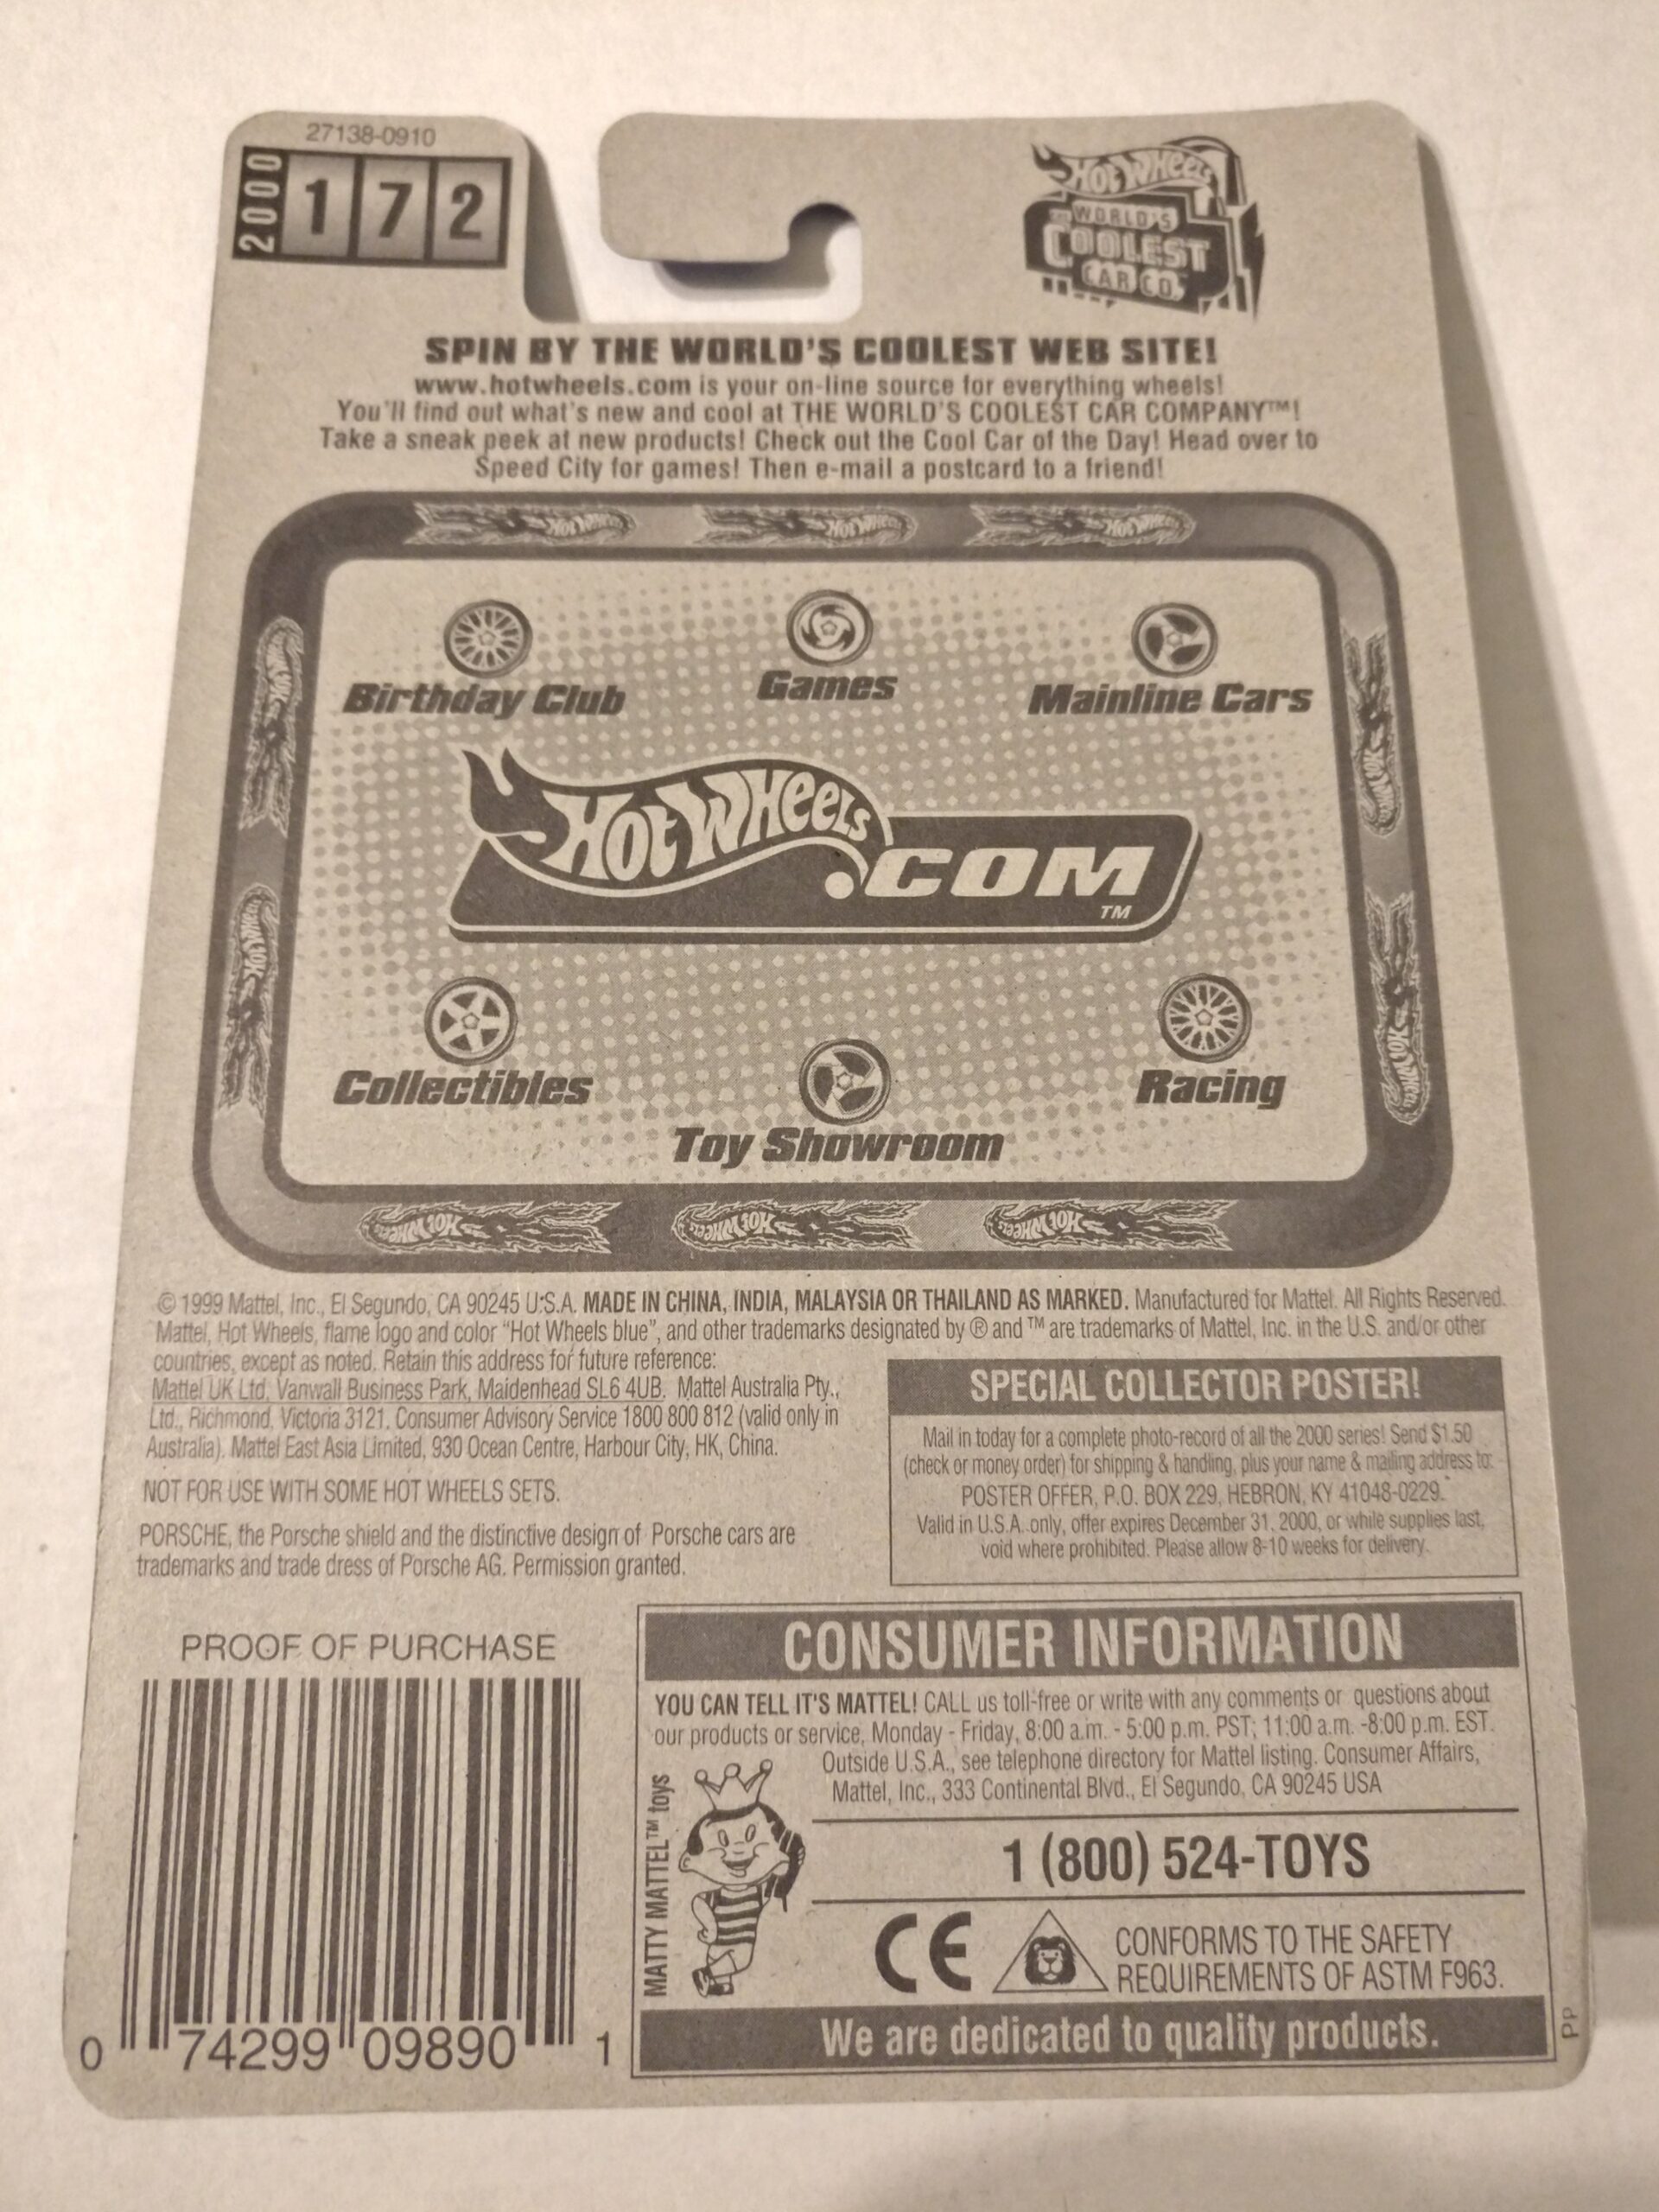 27138-0910
2000 172
HOT WHEELS
WORLD'S
COOLEST
CAR CO.
SPIN BY THE WORLD'S COOLEST WEB SITE!
www.hotwheels.com is your on-line source for everything wheels!
You'll find out what's new and cool at THE WORLD'S COOLEST CAR COMPANY™!
Take a sneak peek at new products! Check out the Cool Car of the Day! Head over to
Speed City for games! Then e-mail a postcard to a friend!
HOT WHEELS HOT WHEELS HOT WHEELS
Birthday Club Games Mainline Cars
HOT WHEELS .COM
TM
Collectibles Racing
Toy Showroom
HOT WHEELS HOT WHEELS HOT WHEELS
© 1999 Mattel, Inc., El Segundo, CA 90245 U.S.A. MADE IN CHINA, INDIA, MALAYSIA OR THAILAND AS MARKED. Manufactured for Mattel. All Rights Reserved.
Mattel, Hot Wheels, flame logo and color "Hot Wheels blue", and other trademarks designated by ® and ™ are trademarks of Mattel, Inc. in the U.S. and/or other
countries, except as noted. Retain this address for future reference:
Mattel UK Ltd, Vanwall Business Park, Maidenhead SL6 4UB. Mattel Australia Pty.,
Ltd., Richmond, Victoria 3121. Consumer Advisory Service 1800 800 812 (valid only in
Australia). Mattel East Asia Limited, 930 Ocean Centre, Harbour City, HK, China.
NOT FOR USE WITH SOME HOT WHEELS SETS.
PORSCHE, the Porsche shield and the distinctive design of Porsche cars are
trademarks and trade dress of Porsche AG. Permission granted.
SPECIAL COLLECTOR POSTER!
Mail in today for a complete photo-record of all the 2000 series! Send $1.50
(check or money order) for shipping & handling, plus your name & mailing address to:
POSTER OFFER, P.O. BOX 229, HEBRON, KY 41048-0229.
Valid in U.S.A. only, offer expires December 31, 2000, or while supplies last,
void where prohibited. Please allow 8-10 weeks for delivery.
PROOF OF PURCHASE
0 74299 09890 1
CONSUMER INFORMATION
YOU CAN TELL IT'S MATTEL! CALL us toll-free or write with any comments or questions about
our products or service, Monday - Friday, 8:00 a.m. - 5:00 p.m. PST; 11:00 a.m. -8:00 p.m. EST.
Outside U.S.A., see telephone directory for Mattel listing. Consumer Affairs,
Mattel, Inc., 333 Continental Blvd., El Segundo, CA 90245 USA
MATTY MATTEL™ toys
1 (800) 524-TOYS
CE
CONFORMS TO THE SAFETY
REQUIREMENTS OF ASTM F963.
We are dedicated to quality products.
PP